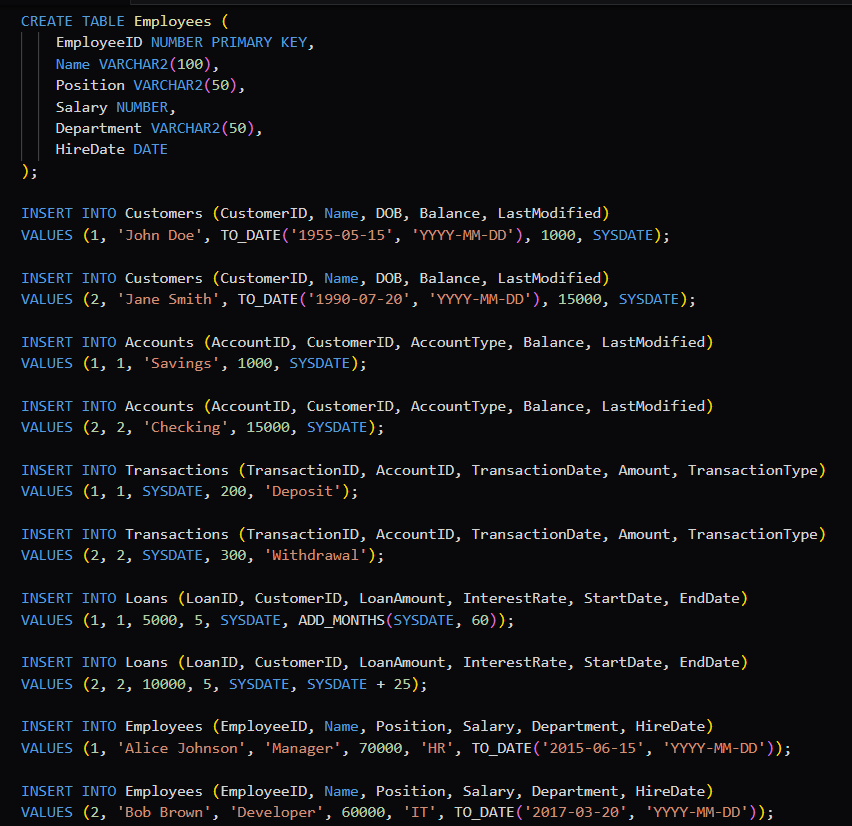 CREATE TABLE Employees (
EmployeeID NUMBER PRIMARY KEY,
Name VARCHAR2(100),
Position VARCHAR2(50),
Salary NUMBER,
Department VARCHAR2(50),
HireDate DATE
);
INSERT INTO Customers (CustomerID, Name, DOB, Balance, LastModified)
VALUES (1, 'John Doe', TO_DATE('1955-05-15', 'YYYY-MM-DD'), 1000, SYSDATE);
INSERT INTO Customers (CustomerID, Name, DOB, Balance, LastModified)
VALUES (2, 'Jane Smith', TO_DATE('1990-07-20', 'YYYY-MM-DD'), 15000, SYSDATE);
INSERT INTO Accounts (AccountID, CustomerID, AccountType, Balance, LastModified)
VALUES (1, 1, 'Savings', 1000, SYSDATE);
INSERT INTO Accounts (AccountID, CustomerID, AccountType, Balance, LastModified)
VALUES (2, 2, 'Checking', 15000, SYSDATE);
INSERT INTO Transactions (TransactionID, AccountID, TransactionDate, Amount, TransactionType)
VALUES (1, 1, SYSDATE, 200, 'Deposit');
INSERT INTO Transactions (TransactionID, AccountID, TransactionDate, Amount, TransactionType)
VALUES (2, 2, SYSDATE, 300, 'Withdrawal');
INSERT INTO Loans (LoanID, CustomerID, LoanAmount, InterestRate, StartDate, EndDate)
VALUES (1, 1, 5000, 5, SYSDATE, ADD_MONTHS(SYSDATE, 60));
INSERT INTO Loans (LoanID, CustomerID, LoanAmount, InterestRate, StartDate, EndDate)
VALUES (2, 2, 10000, 5, SYSDATE, SYSDATE + 25);
INSERT INTO Employees (EmployeeID, Name, Position, Salary, Department, HireDate)
VALUES (1, 'Alice Johnson', 'Manager', 70000, 'HR', TO_DATE('2015-06-15', 'YYYY-MM-DD'));
INSERT INTO Employees (EmployeeID, Name, Position, Salary, Department, HireDate)
VALUES (2, 'Bob Brown', 'Developer', 60000, 'IT', TO_DATE('2017-03-20', 'YYYY-MM-DD'));